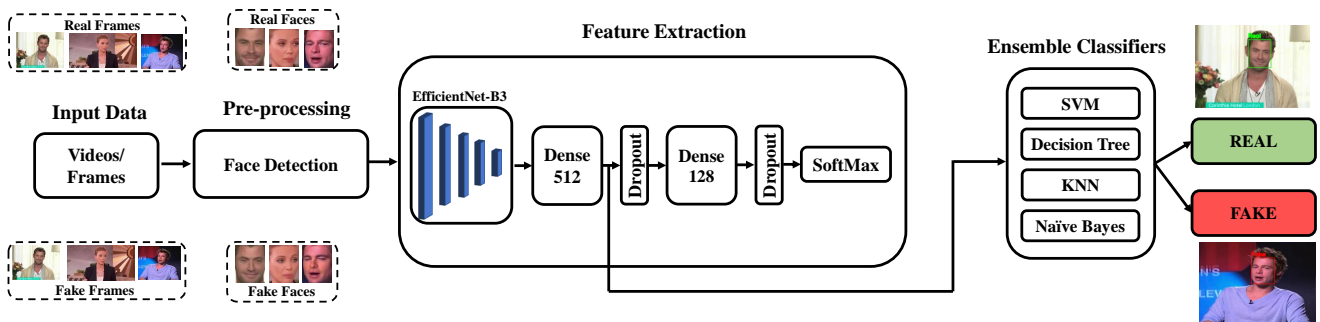 Real Frames
Real Faces
Feature Extraction
Ensemble Classifiers
Input Data
Pre-processing
EfficientNet-B3
Videos/
Frames
Face Detection
Dense
512
Dropout
Dense
128
Dropout
SoftMax
SVM
Decision Tree
KNN
Naïve Bayes
REAL
FAKE
Fake Frames
Fake Faces